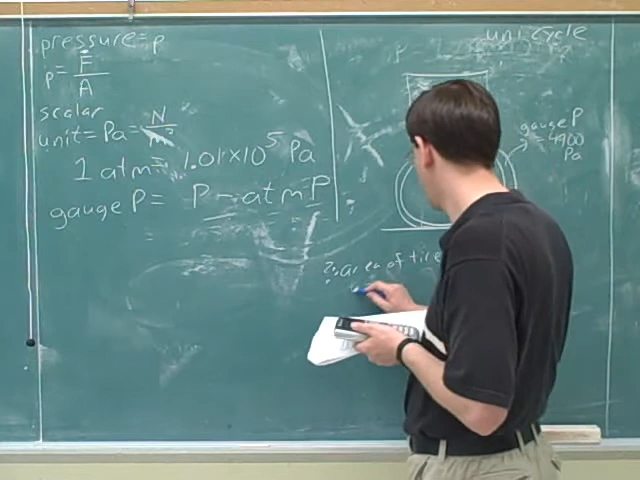 pressure = p
p = F/A
scalar
unit = Pa = N/m²
1 atm = 1.01×10⁵ Pa
gauge P = P - atm P
unicycle
gauge P
= 4900
Pa
?: area of tire